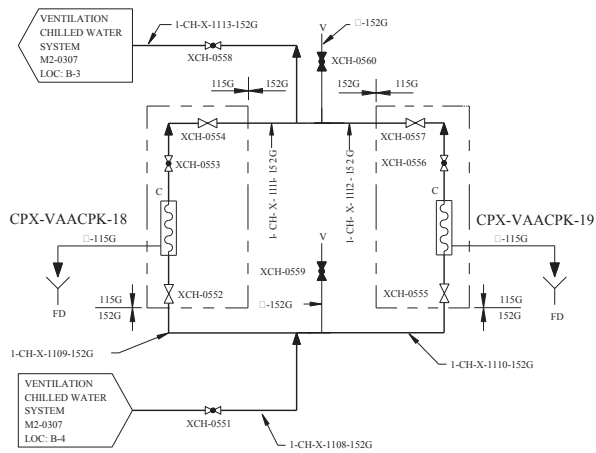 VENTILATION
CHILLED WATER
SYSTEM
M2-0307
LOC: B-3
1-CH-X-1113-152G
XCH-0558
V
□-152G
XCH-0560
115G
152G
152G
115G
XCH-0554
XCH-0557
XCH-0553
XCH-0556
1- CH- X- 1111- 15 2 G
1- CH- X- 1112 - 15 2 G
C
C
CPX-VAACPK-18
CPX-VAACPK-19
□-115G
□-115G
V
XCH-0559
□-152G
XCH-0552
XCH-0555
FD
FD
115G
152G
115G
152G
1-CH-X-1109-152G
1-CH-X-1110-152G
VENTILATION
CHILLED WATER
SYSTEM
M2-0307
LOC: B-4
XCH-0551
1-CH-X-1108-152G